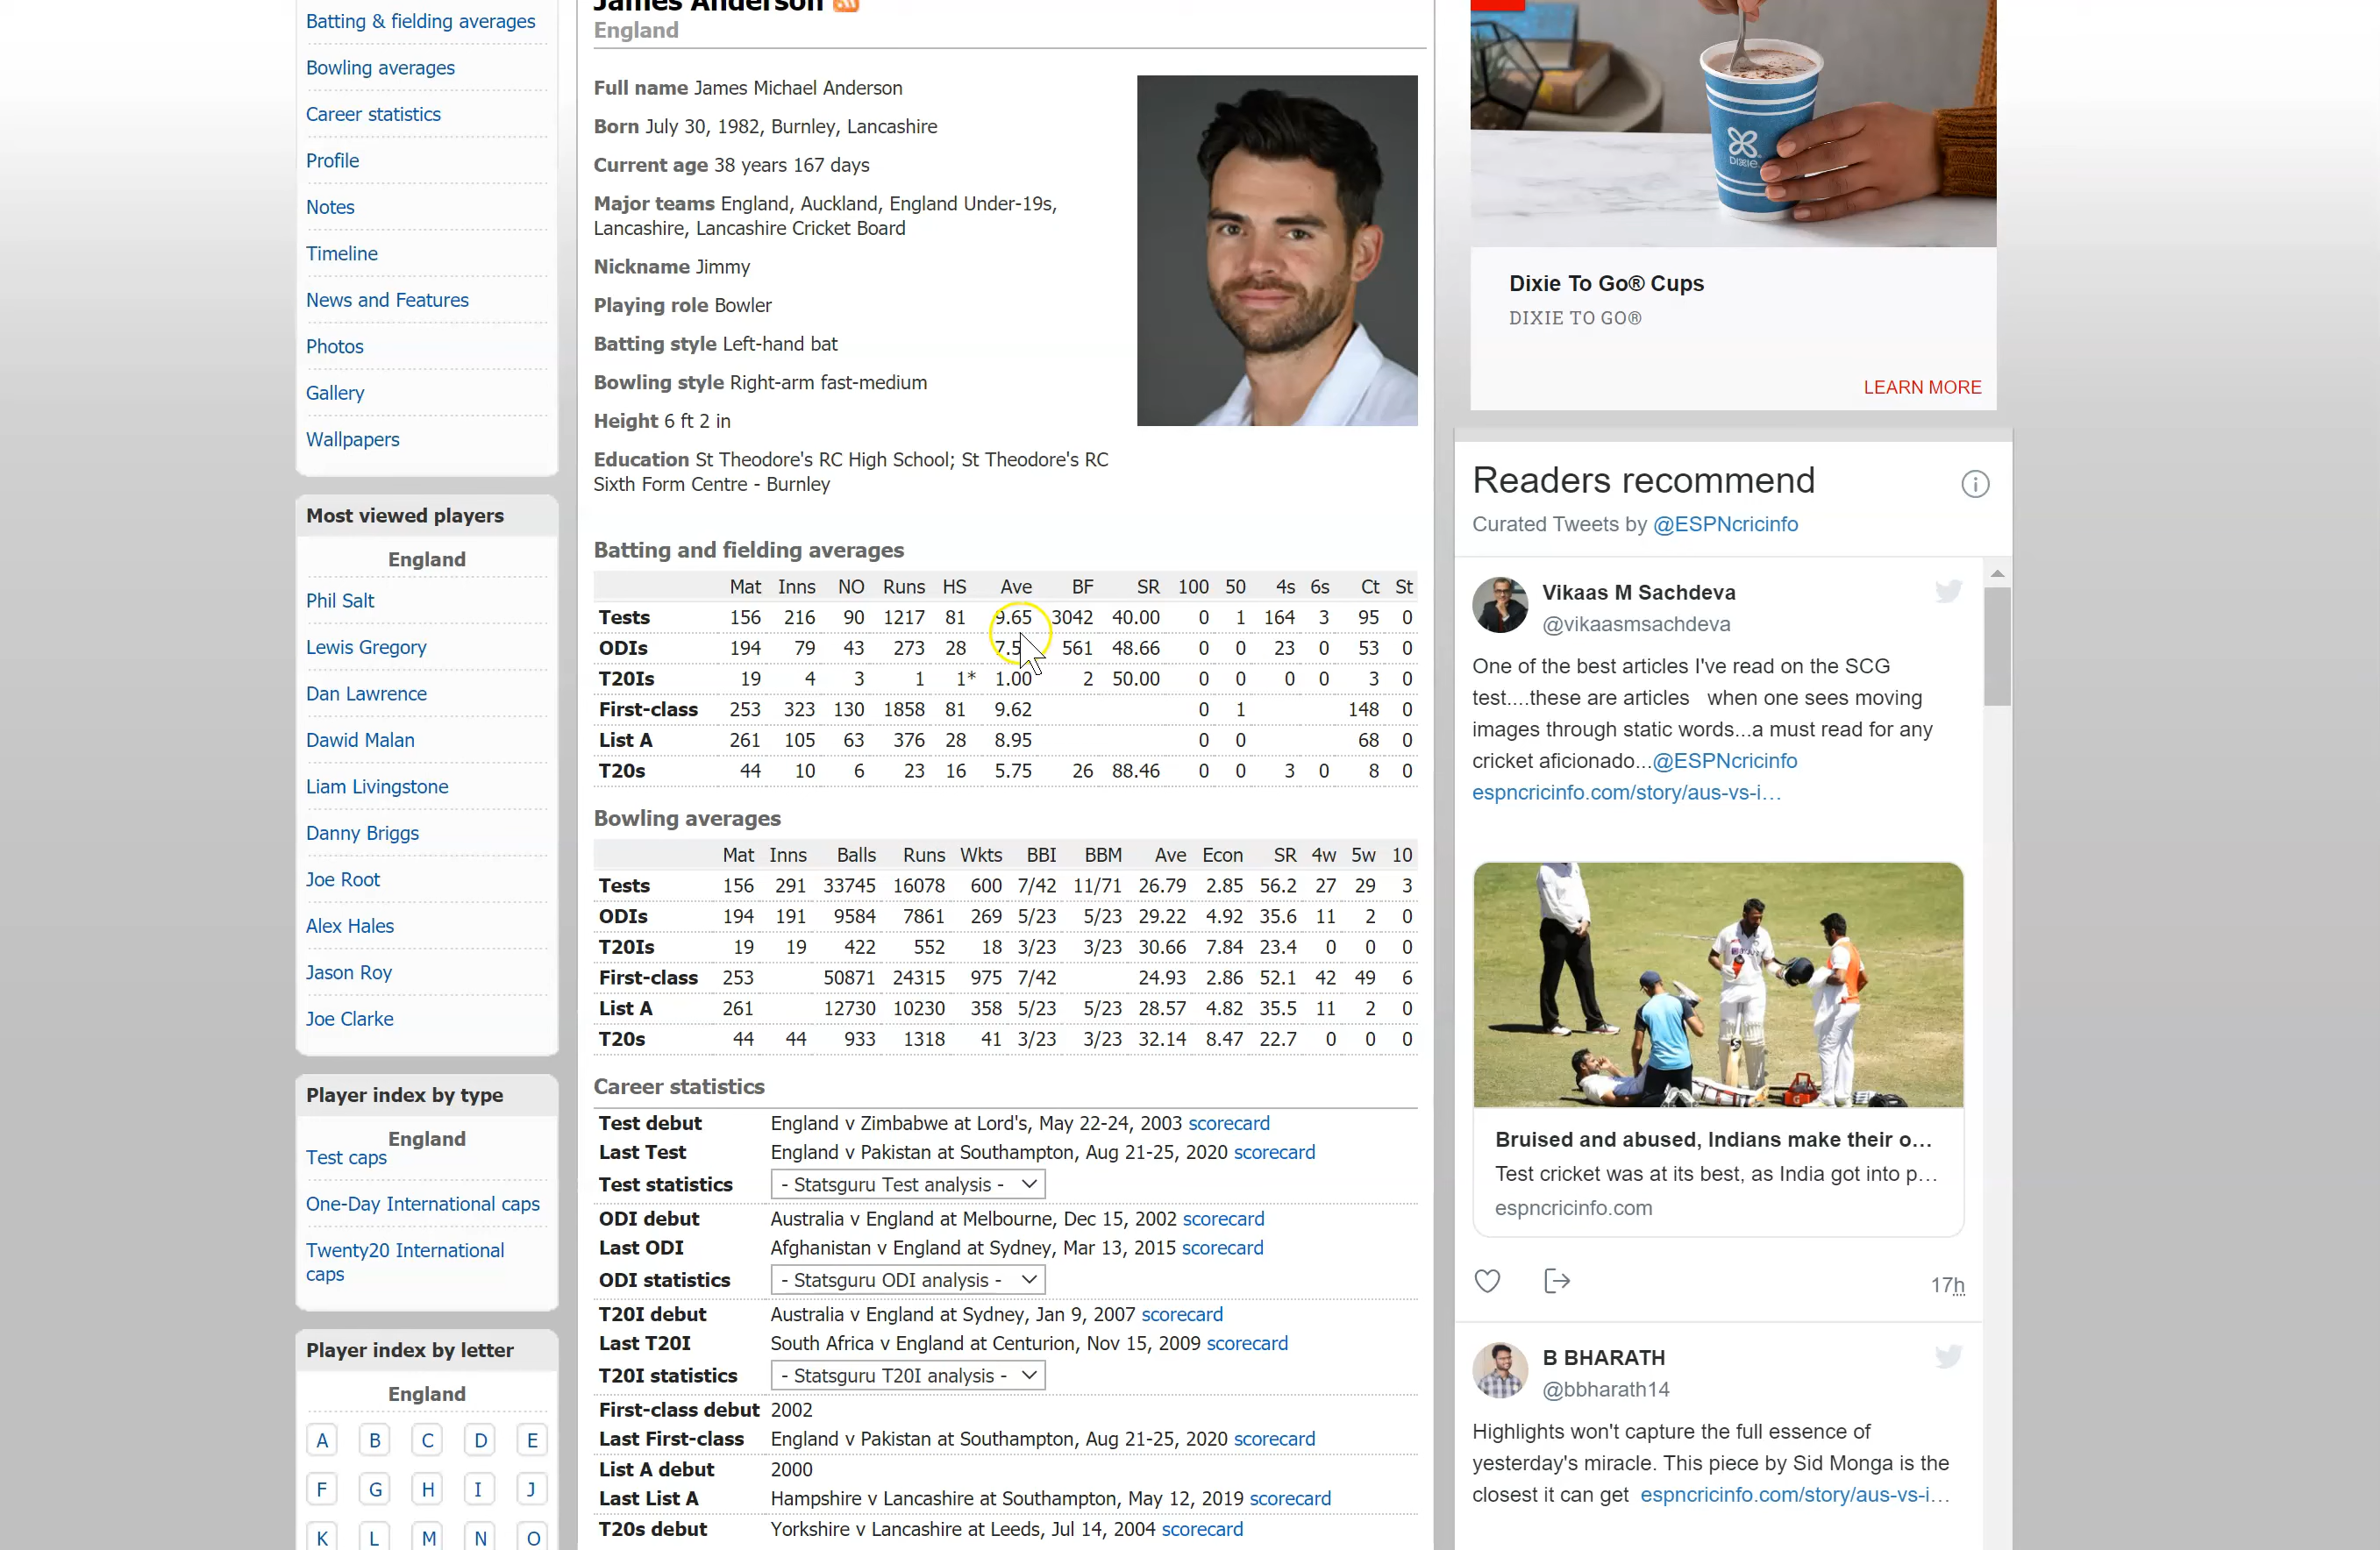 Batting & fielding averages
Bowling averages
Career statistics
Profile
Notes
Timeline
News and Features
Photos
Gallery
Wallpapers
Most viewed players
England
Phil Salt
Lewis Gregory
Dan Lawrence
Dawid Malan
Liam Livingstone
Danny Briggs
Joe Root
Alex Hales
Jason Roy
Joe Clarke
Player index by type
England
Test caps
One-Day International caps
Twenty20 International
caps
Player index by letter
England
A B C D E
F G H I J
K L M N O
James Anderson
England
Full name James Michael Anderson
Born July 30, 1982, Burnley, Lancashire
Current age 38 years 167 days
Major teams England, Auckland, England Under-19s,
Lancashire, Lancashire Cricket Board
Nickname Jimmy
Playing role Bowler
Batting style Left-hand bat
Bowling style Right-arm fast-medium
Height 6 ft 2 in
Education St Theodore's RC High School; St Theodore's RC
Sixth Form Centre - Burnley
Batting and fielding averages
Mat Inns NO Runs HS Ave BF SR 100 50 4s 6s Ct St
Tests 156 216 90 1217 81 9.65 3042 40.00 0 1 164 3 95 0
ODIs 194 79 43 273 28 561 48.66 0 0 23 0 53 0
T20Is 19 4 3 1 1* 1.00 2 50.00 0 0 0 0 3 0
First-class 253 323 130 1858 81 9.62 0 1 148 0
List A 261 105 63 376 28 8.95 0 0 68 0
T20s 44 10 6 23 16 5.75 26 88.46 0 0 3 0 8 0
Bowling averages
Mat Inns Balls Runs Wkts BBI BBM Ave Econ SR 4w 5w 10
Tests 156 291 33745 16078 600 7/42 11/71 26.79 2.85 56.2 27 29 3
ODIs 194 191 9584 7861 269 5/23 5/23 29.22 4.92 35.6 11 2 0
T20Is 19 19 422 552 18 3/23 3/23 30.66 7.84 23.4 0 0 0
First-class 253 50871 24315 975 7/42 24.93 2.86 52.1 42 49 6
List A 261 12730 10230 358 5/23 5/23 28.57 4.82 35.5 11 2 0
T20s 44 44 933 1318 41 3/23 3/23 32.14 8.47 22.7 0 0 0
Career statistics
Test debut England v Zimbabwe at Lord's, May 22-24, 2003 scorecard
Last Test England v Pakistan at Southampton, Aug 21-25, 2020 scorecard
Test statistics - Statsguru Test analysis -
ODI debut Australia v England at Melbourne, Dec 15, 2002 scorecard
Last ODI Afghanistan v England at Sydney, Mar 13, 2015 scorecard
ODI statistics - Statsguru ODI analysis -
T20I debut Australia v England at Sydney, Jan 9, 2007 scorecard
Last T20I South Africa v England at Centurion, Nov 15, 2009 scorecard
T20I statistics - Statsguru T20I analysis -
First-class debut 2002
Last First-class England v Pakistan at Southampton, Aug 21-25, 2020 scorecard
List A debut 2000
Last List A Hampshire v Lancashire at Southampton, May 12, 2019 scorecard
T20s debut Yorkshire v Lancashire at Leeds, Jul 14, 2004 scorecard
DIXIE
Dixie To Go® Cups
DIXIE TO GO®
LEARN MORE
Readers recommend
Curated Tweets by @ESPNcricinfo
Vikaas M Sachdeva
@vikaasmsachdeva
One of the best articles I've read on the SCG
test....these are articles when one sees moving
images through static words...a must read for any
cricket aficionado...@ESPNcricinfo
espncricinfo.com/story/aus-vs-i...
Bruised and abused, Indians make their o...
Test cricket was at its best, as India got into p...
espncricinfo.com
17h
B BHARATH
@bbharath14
Highlights won't capture the full essence of
yesterday's miracle. This piece by Sid Monga is the
closest it can get espncricinfo.com/story/aus-vs-i...